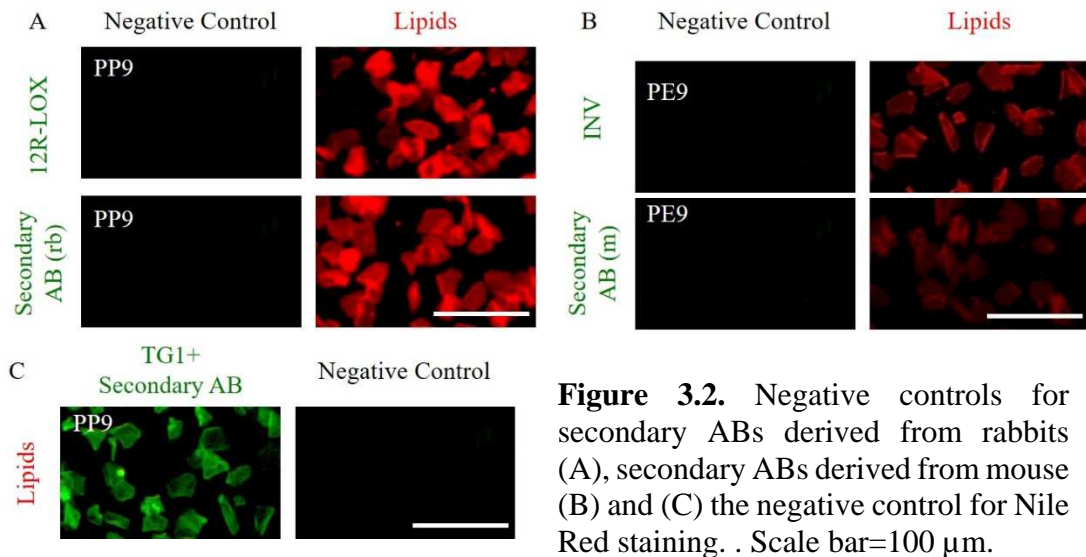 A
Negative Control
Lipids
12R-LOX
PP9
Secondary
AB (rb)
PP9
B
Negative Control
Lipids
INV
PE9
Secondary
AB (m)
PE9
C
TG1+
Secondary AB
Negative Control
Lipids
PP9
Figure 3.2. Negative controls for
secondary ABs derived from rabbits
(A), secondary ABs derived from mouse
(B) and (C) the negative control for Nile
Red staining. . Scale bar=100 µm.